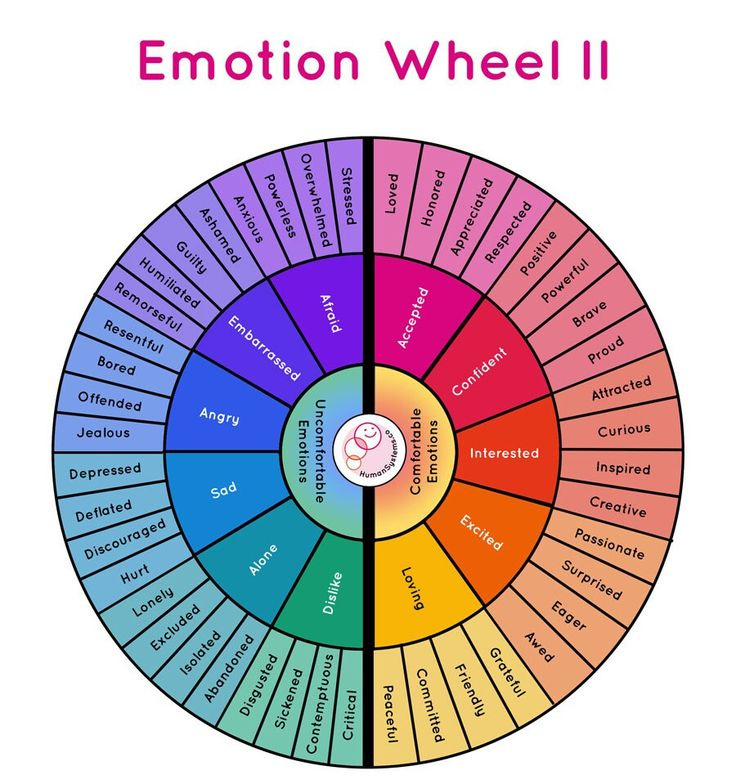 Emotion Wheel II
Loved
Honored
Appreciated
Respected
Positive
Powerful
Brave
Proud
Attracted
Curious
Inspired
Creative
Passionate
Surprised
Eager
Awed
Grateful
Friendly
Committed
Peaceful
Critical
Contemptuous
Sickened
Disgusted
Abandoned
Isolated
Excluded
Lonely
Hurt
Discouraged
Deflated
Depressed
Jealous
Offended
Bored
Resentful
Remorseful
Humiliated
Guilty
Ashamed
Anxious
Powerless
Overwhelmed
Stressed
Accepted
Confident
Interested
Excited
Loving
Dislike
Alone
Sad
Angry
Embarrassed
Afraid
Uncomfortable
Emotions
Comfortable
Emotions
HumanSystems.co